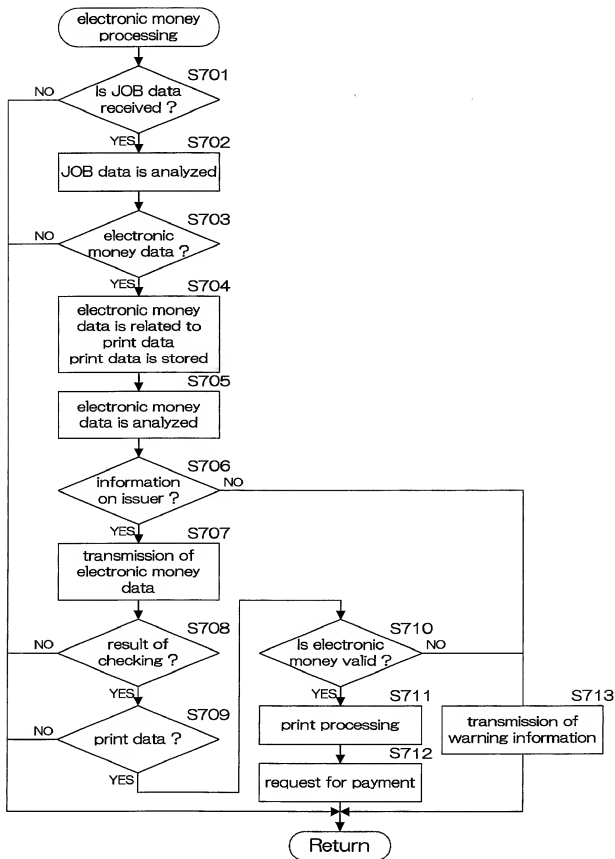 electronic money
processing
S701
NO
Is JOB data
received ?
YES
S702
JOB data is analyzed
S703
NO
electronic
money data ?
YES
S704
electronic money
data is related to
print data
print data is stored
S705
electronic money
data is analyzed
S706
information
on issuer ?
NO
YES
S707
transmission of
electronic money
data
S708
NO
result of
checking ?
YES
S709
NO
print data ?
YES
S710
Is electronic
money valid ?
NO
YES
S711
print processing
S712
request for payment
S713
transmission of
warning information
Return